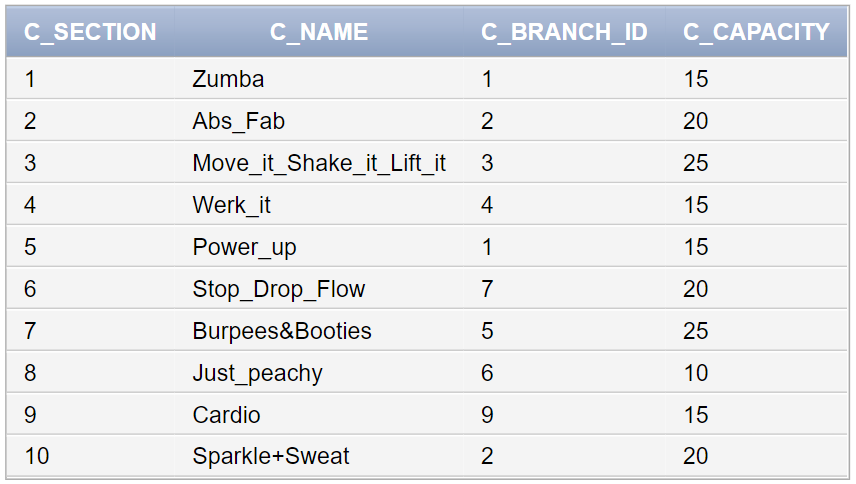 C_SECTION C_NAME C_BRANCH_ID C_CAPACITY
1 Zumba 1 15
2 Abs_Fab 2 20
3 Move_it_Shake_it_Lift_it 3 25
4 Werk_it 4 15
5 Power_up 1 15
6 Stop_Drop_Flow 7 20
7 Burpees&Booties 5 25
8 Just_peachy 6 10
9 Cardio 9 15
10 Sparkle+Sweat 2 20